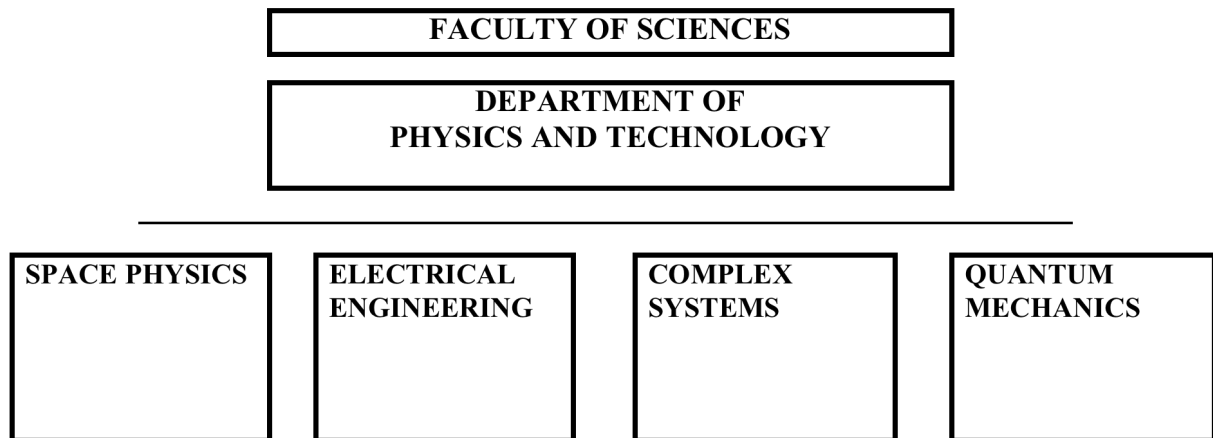 FACULTY OF SCIENCES
DEPARTMENT OF
PHYSICS AND TECHNOLOGY
SPACE PHYSICS
ELECTRICAL
ENGINEERING
COMPLEX
SYSTEMS
QUANTUM
MECHANICS